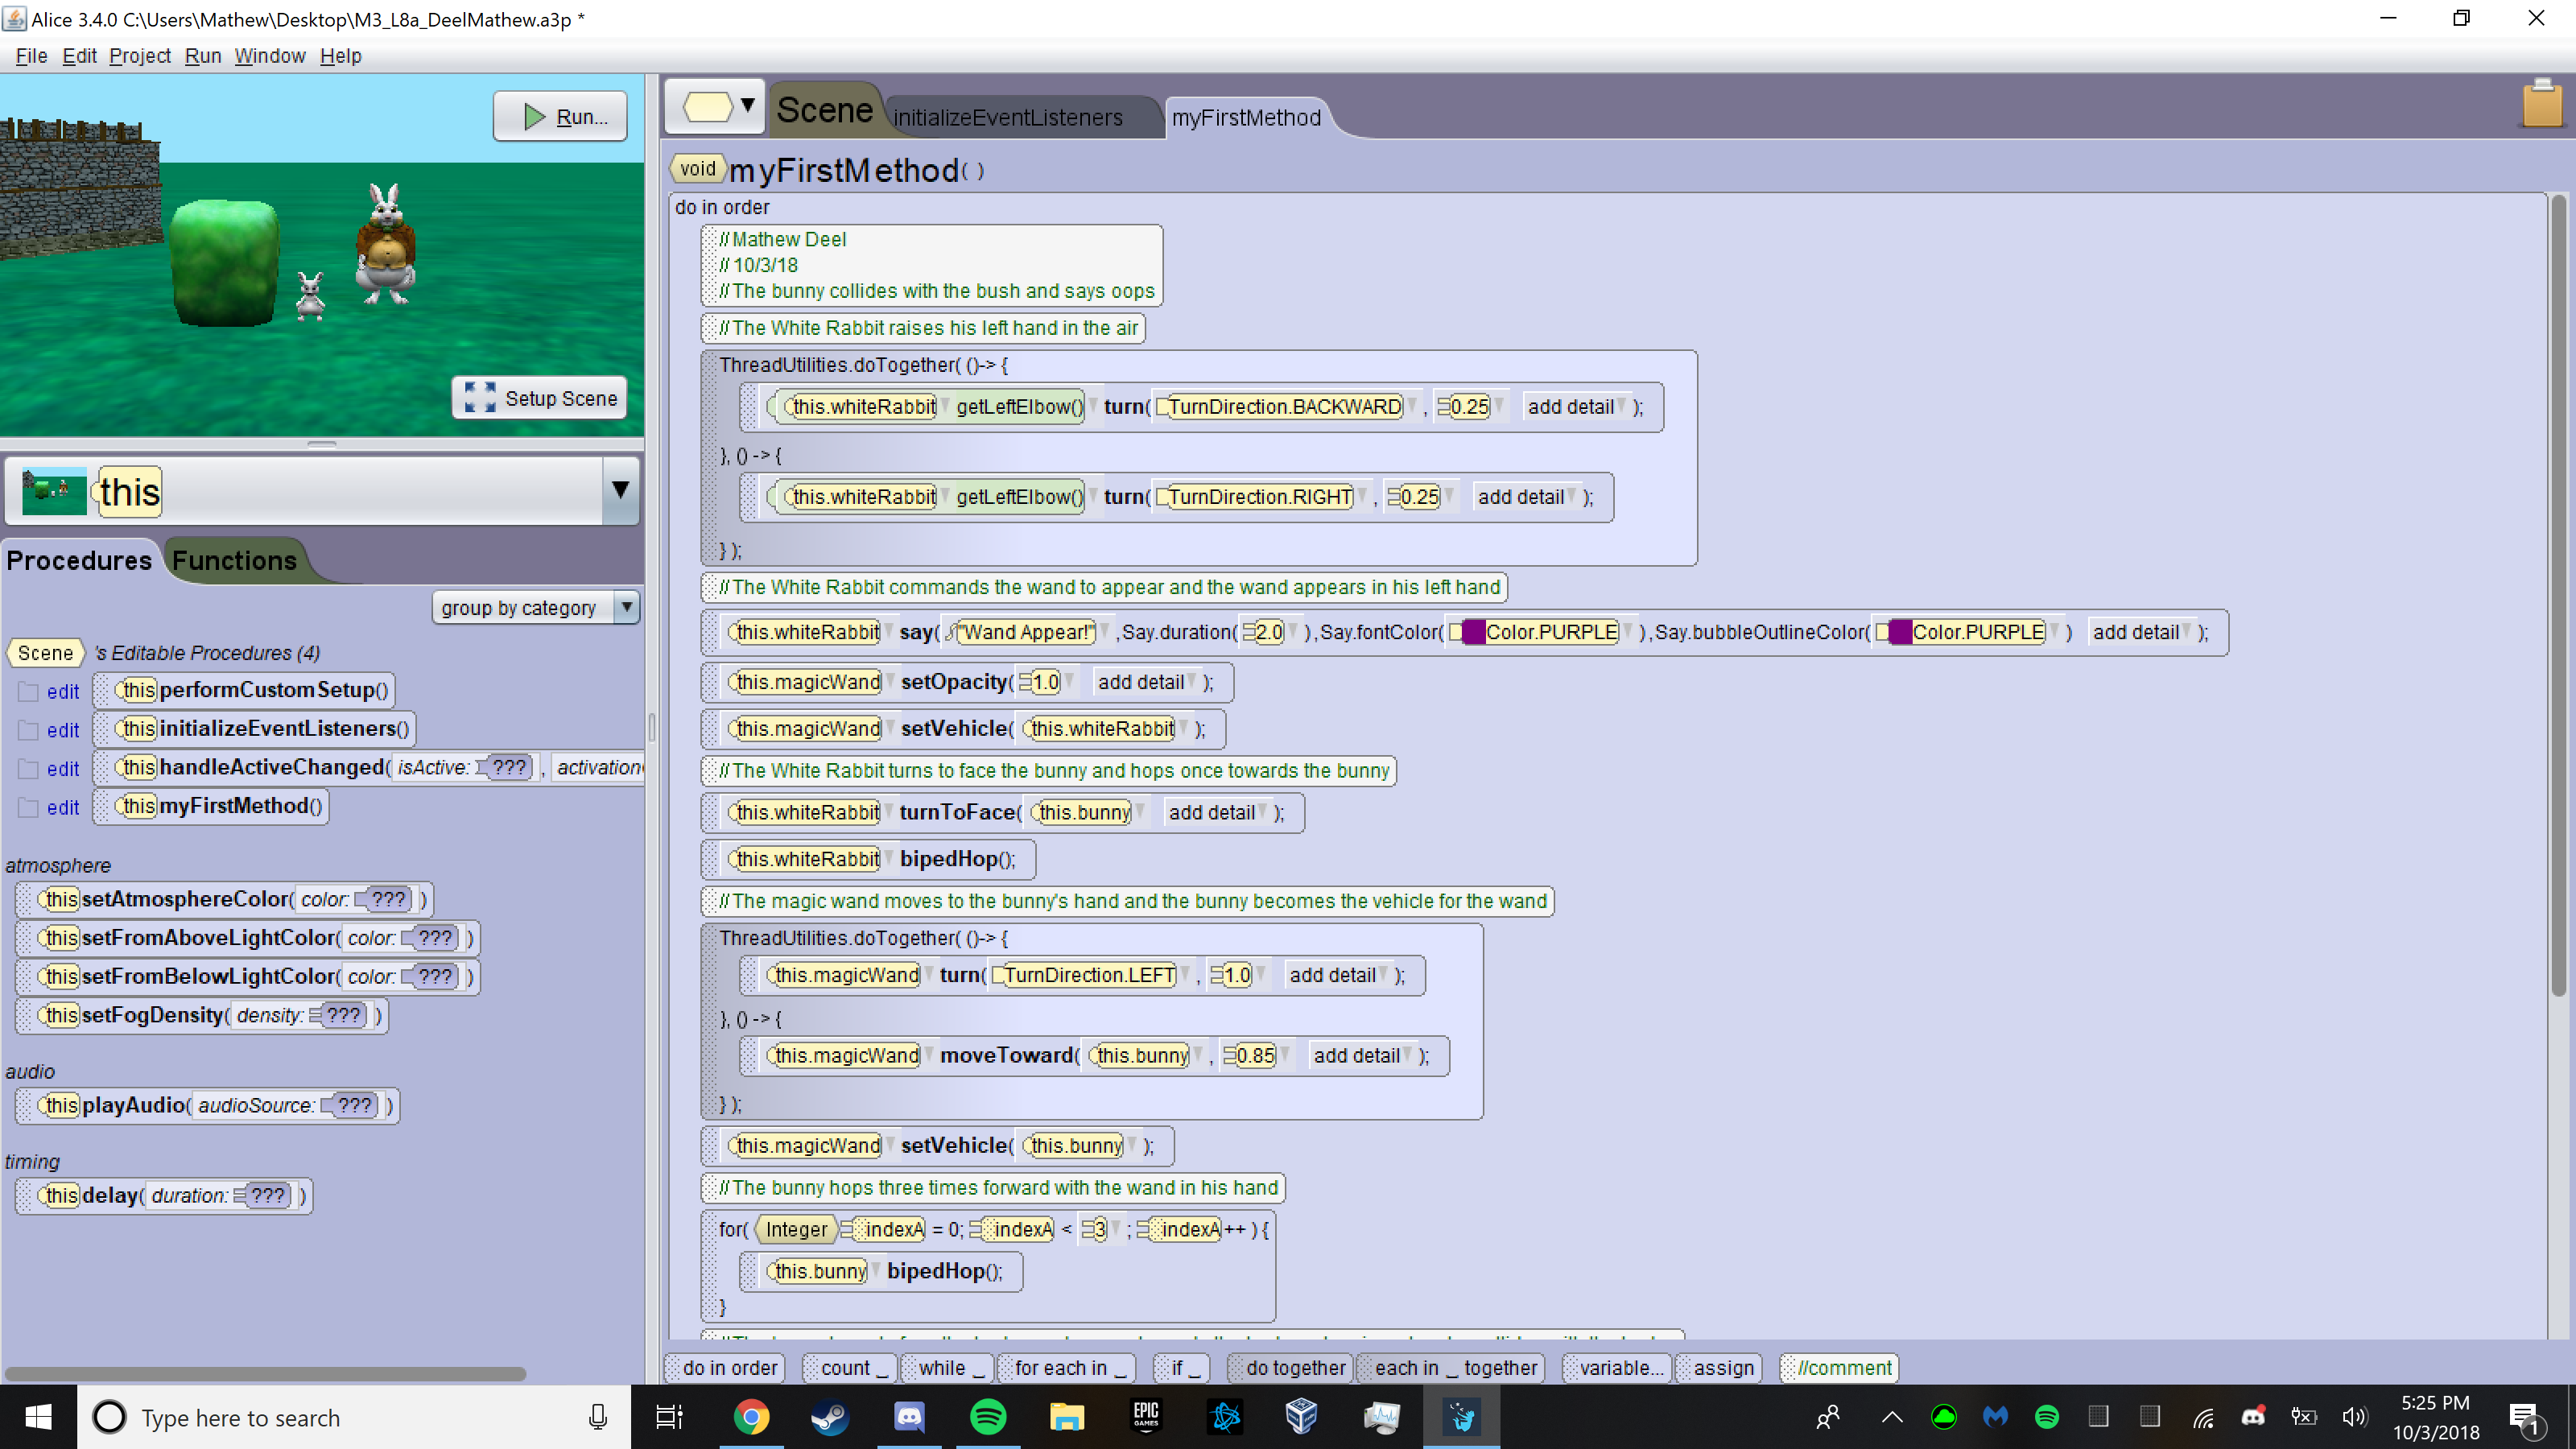 Alice 3.4.0 C:\Users\Mathew\Desktop\M3_L8a_DeelMathew.a3p *
File Edit Project Run Window Help
Run...
Setup Scene
this
Procedures Functions
group by category
Scene 's Editable Procedures (4)
edit this performCustomSetup()
edit this initializeEventListeners()
edit this handleActiveChanged( isActive: ??? , activation
edit this myFirstMethod()
atmosphere
this setAtmosphereColor( color: ??? )
this setFromAboveLightColor( color: ??? )
this setFromBelowLightColor( color: ??? )
this setFogDensity( density: ??? )
audio
this playAudio( audioSource: ??? )
timing
this delay( duration: ??? )
Scene initializeEventListeners myFirstMethod
void myFirstMethod( )
do in order
//Mathew Deel
//10/3/18
//The bunny collides with the bush and says oops
//The White Rabbit raises his left hand in the air
ThreadUtilities.doTogether( ()-> {
this.whiteRabbit getLeftElbow() turn( TurnDirection.BACKWARD , 0.25 add detail );
}, () -> {
this.whiteRabbit getLeftElbow() turn( TurnDirection.RIGHT , 0.25 add detail );
} );
//The White Rabbit commands the wand to appear and the wand appears in his left hand
this.whiteRabbit say( "Wand Appear!" ,Say.duration( 2.0 ) ,Say.fontColor( Color.PURPLE ) ,Say.bubbleOutlineColor( Color.PURPLE ) add detail );
this.magicWand setOpacity( 1.0 add detail );
this.magicWand setVehicle( this.whiteRabbit );
//The White Rabbit turns to face the bunny and hops once towards the bunny
this.whiteRabbit turnToFace( this.bunny add detail );
this.whiteRabbit bipedHop();
//The magic wand moves to the bunny's hand and the bunny becomes the vehicle for the wand
ThreadUtilities.doTogether( ()-> {
this.magicWand turn( TurnDirection.LEFT , 1.0 add detail );
}, () -> {
this.magicWand moveToward( this.bunny , 0.85 add detail );
} );
this.magicWand setVehicle( this.bunny );
//The bunny hops three times forward with the wand in his hand
for( Integer indexA = 0; indexA < 3 ; indexA ++ ) {
this.bunny bipedHop();
}
do in order count _ while _ for each in _ if _ do together each in _ together variable... assign //comment
Type here to search
EPIC GAMES
5:25 PM
10/3/2018
1